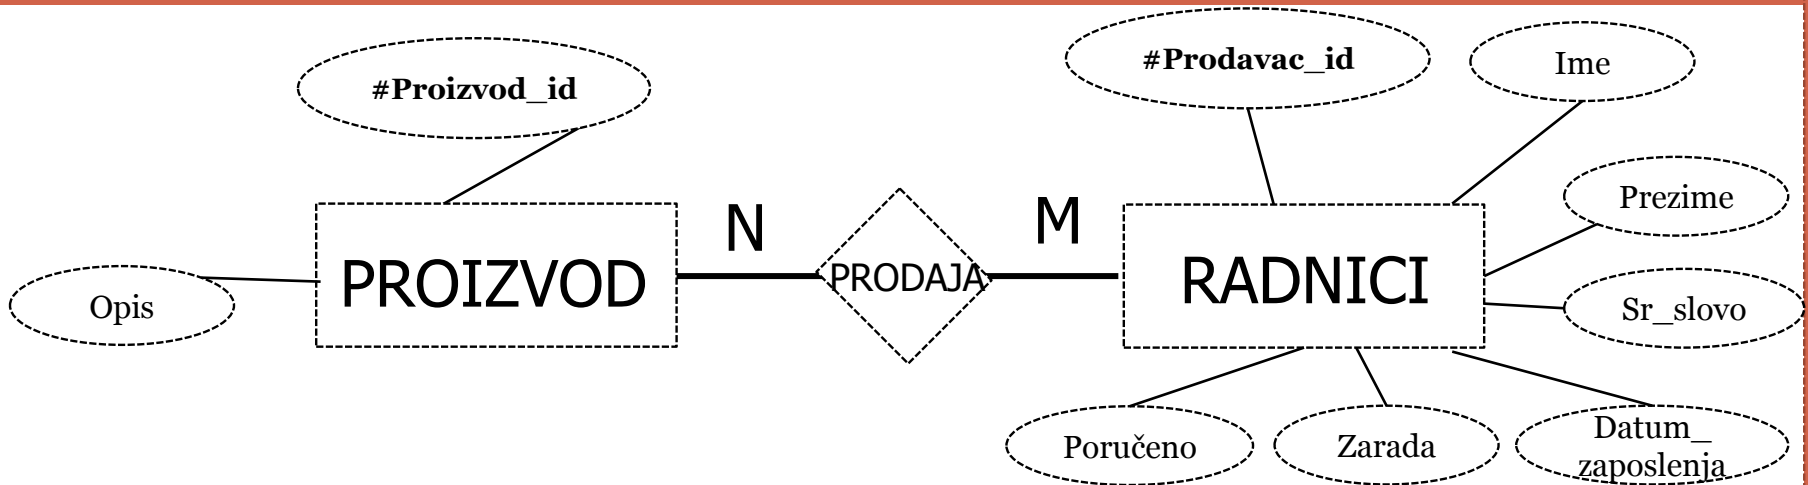 #Proizvod_id
#Prodavac_id
Ime
Prezime
N
M
PROIZVOD
PRODAJA
RADNICI
Opis
Sr_slovo
Poručeno
Zarada
Datum_
zaposlenja